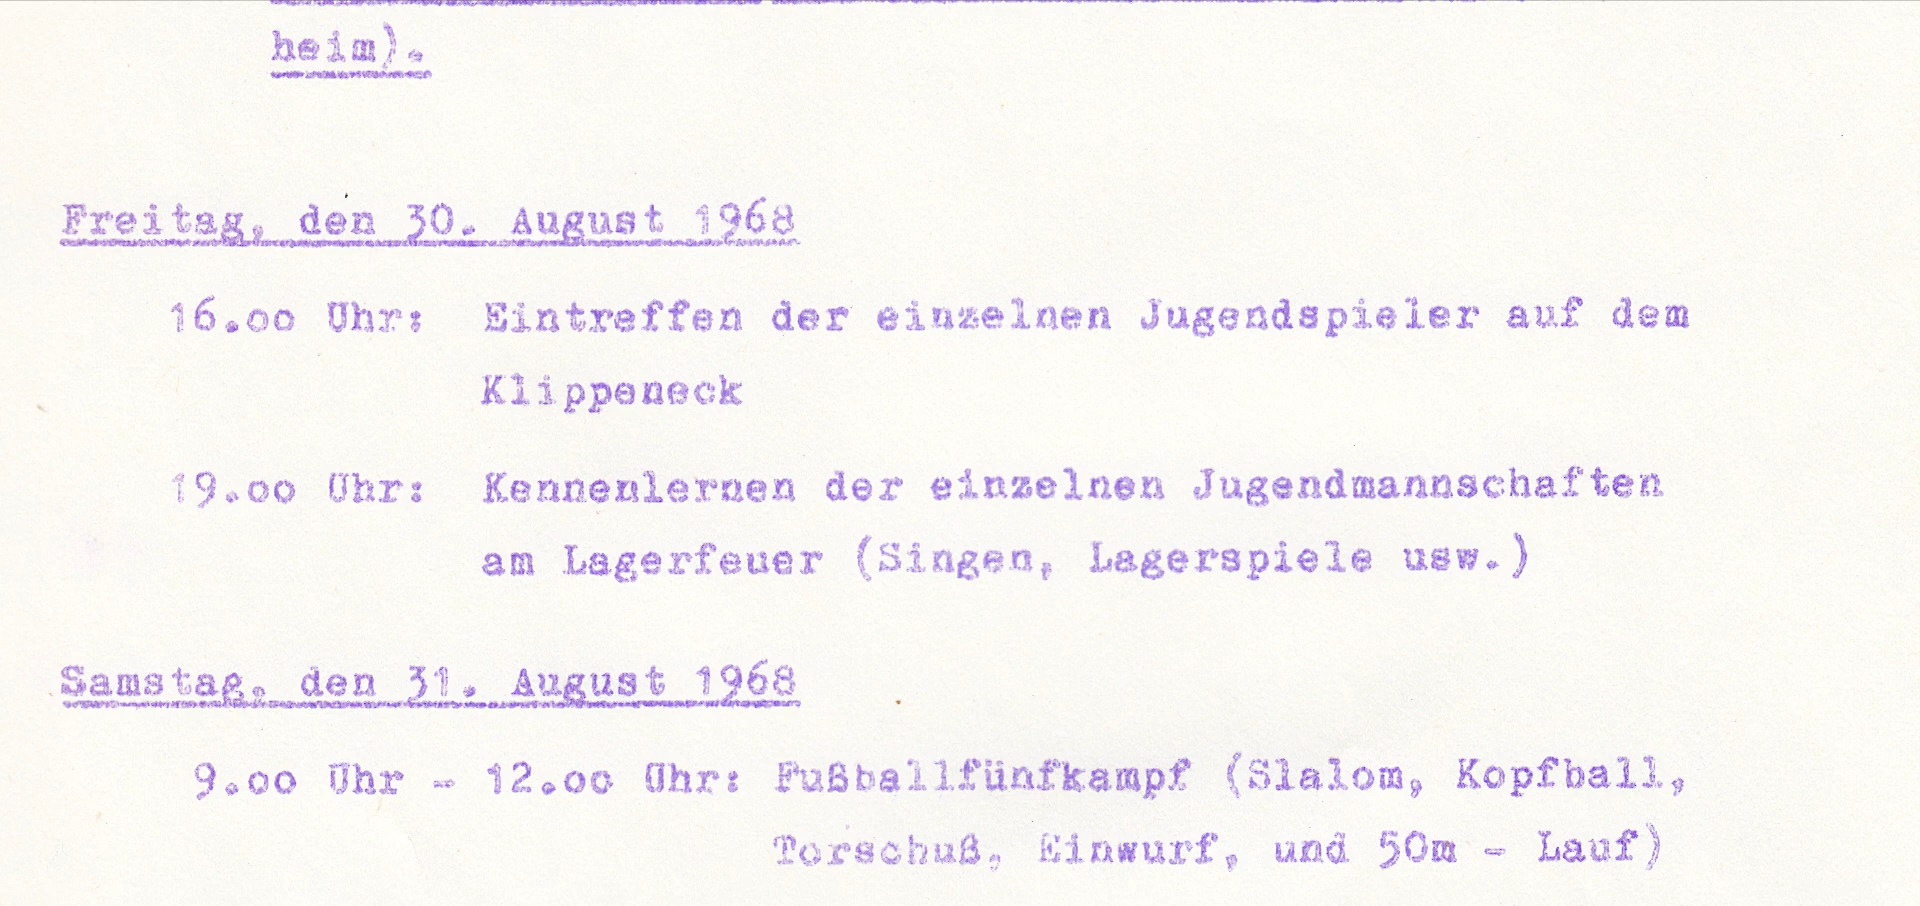 heim).
Freitag, den 30. August 1968
16.oo Uhr: Eintreffen der einzelnen Jugendspieler auf dem
Klippeneck
19.oo Uhr: Kennenlernen der einzelnen Jugendmannschaften
am Lagerfeuer (Singen, Lagerspiele usw.)
Samstag, den 31. August 1968
9.oo Uhr - 12.oo Uhr: Fußballfünfkampf (Slalom, Kopfball,
Torschuß, Einwurf, und 50m - Lauf)